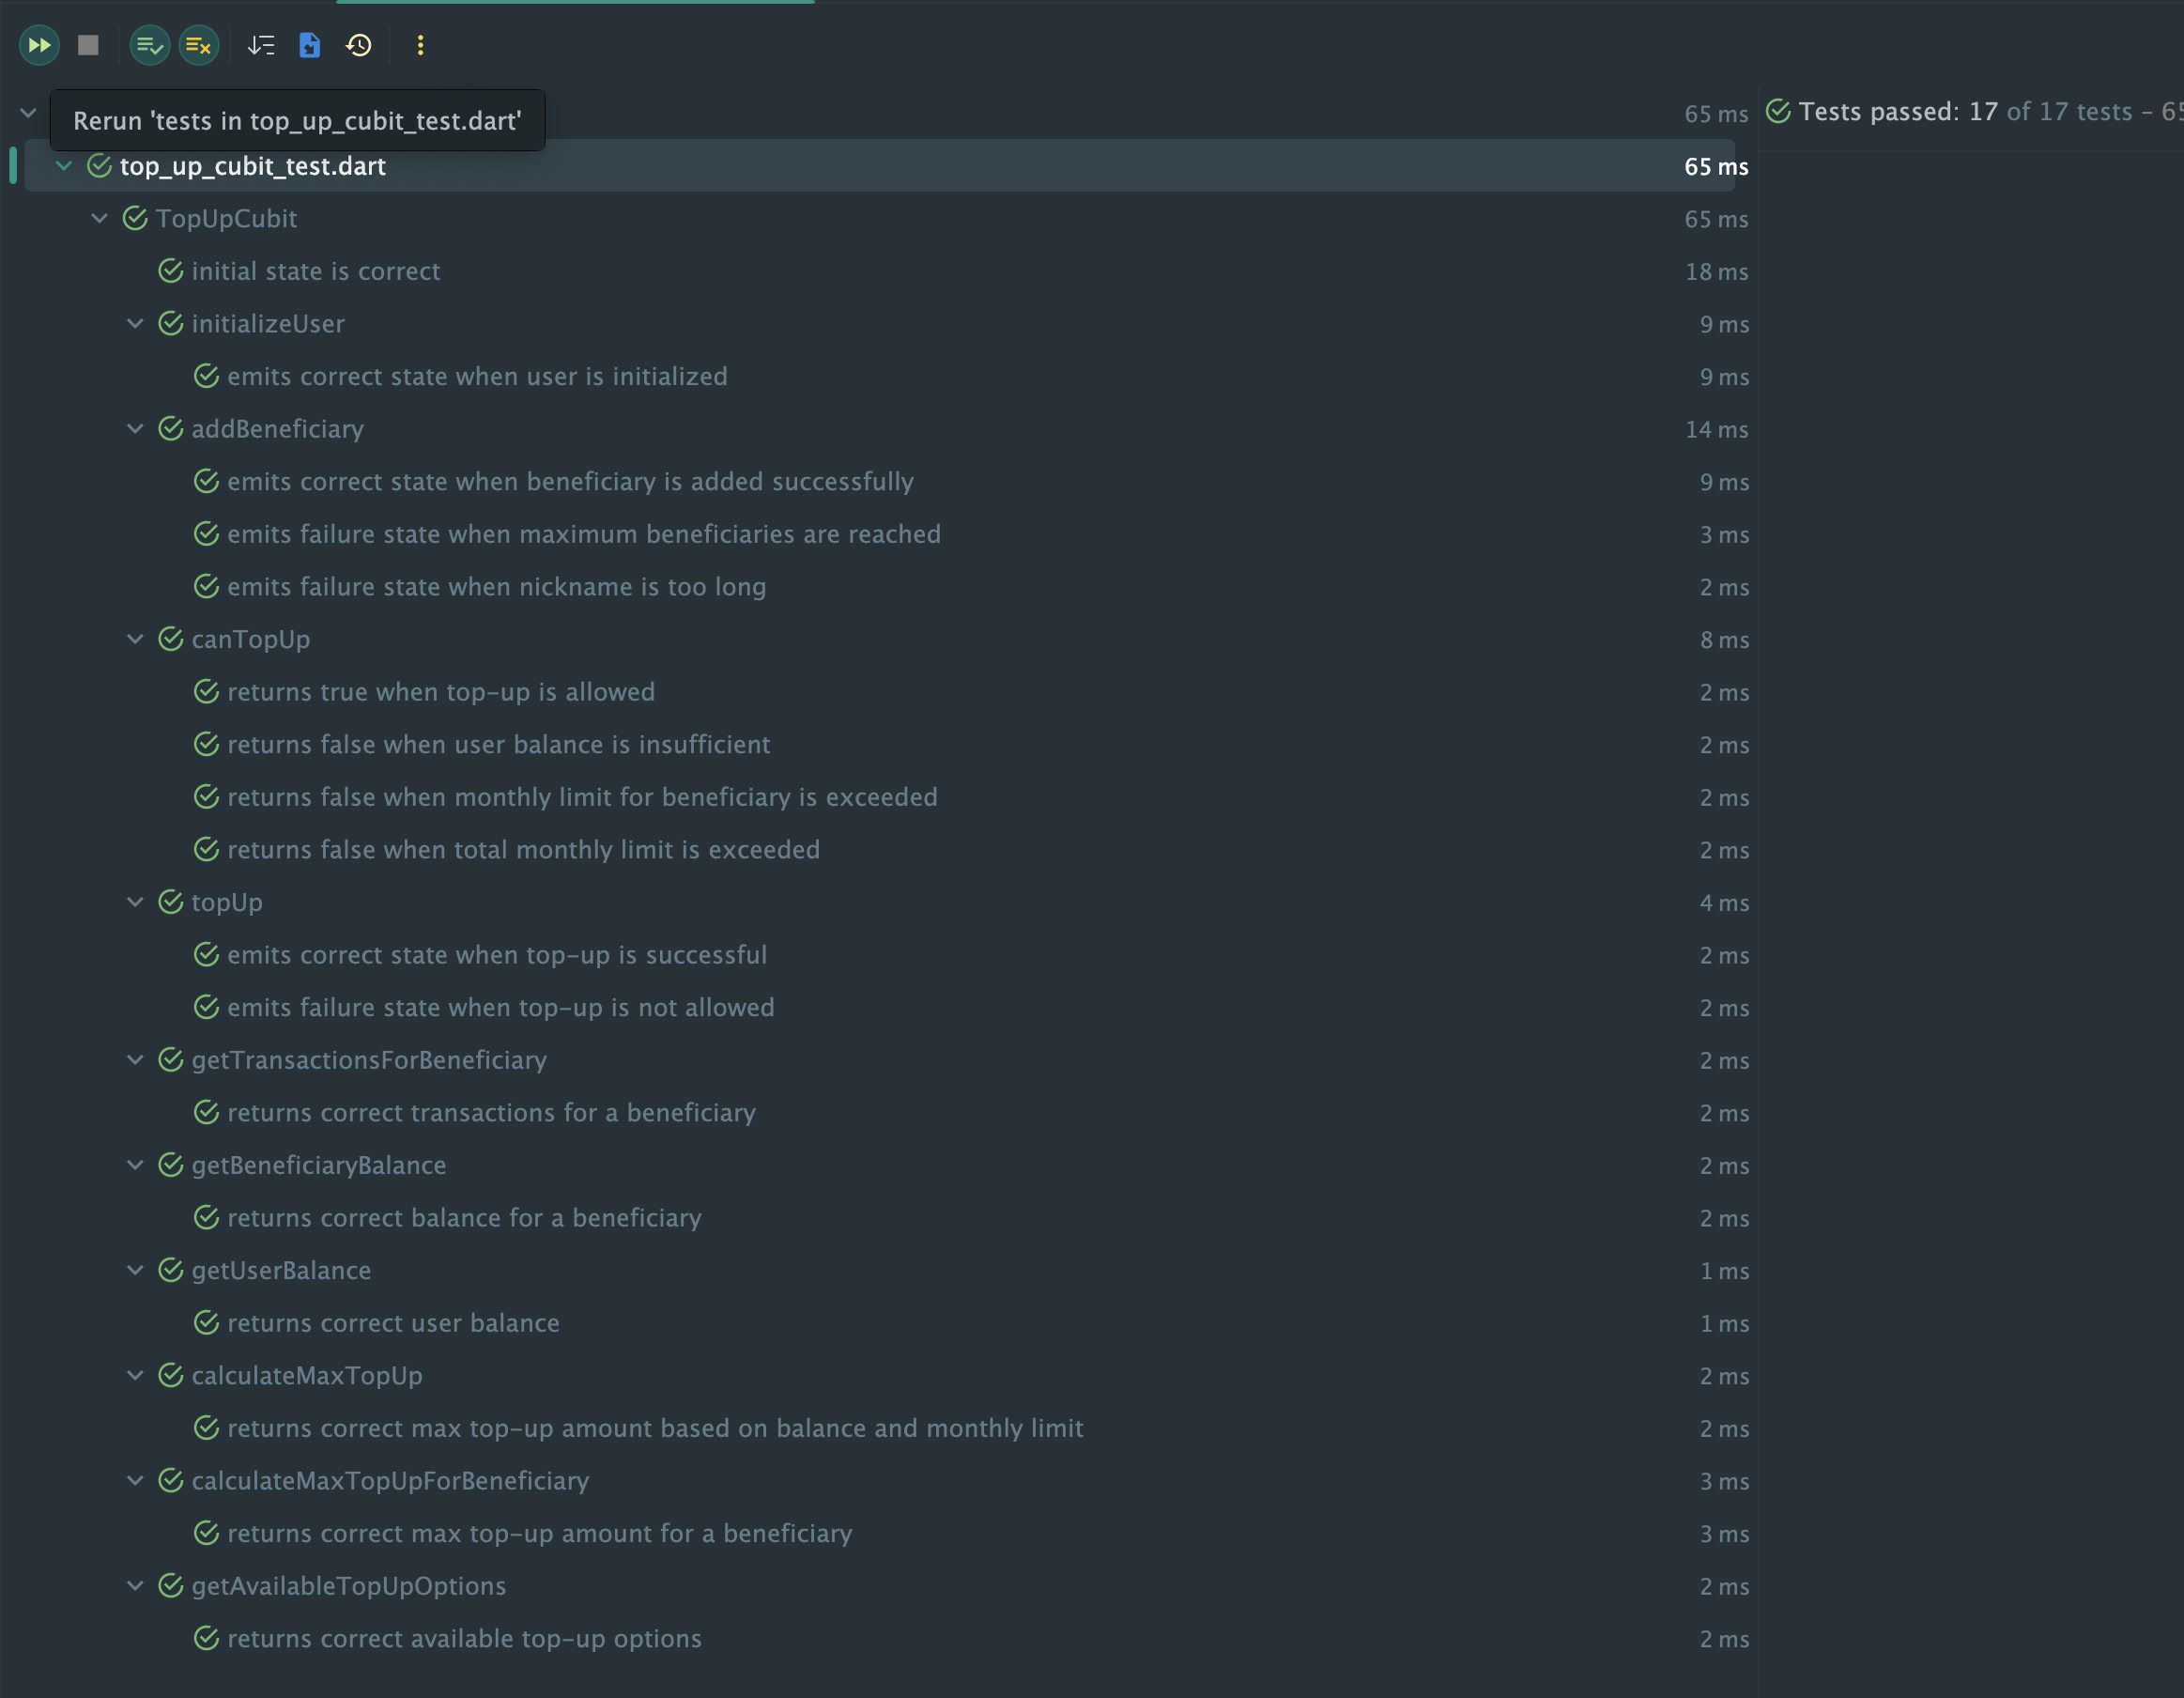 65 ms
Tests passed: 17 of 17 tests – 65
Rerun 'tests in top_up_cubit_test.dart'
top_up_cubit_test.dart 65 ms
TopUpCubit 65 ms
initial state is correct 18 ms
initializeUser 9 ms
emits correct state when user is initialized 9 ms
addBeneficiary 14 ms
emits correct state when beneficiary is added successfully 9 ms
emits failure state when maximum beneficiaries are reached 3 ms
emits failure state when nickname is too long 2 ms
canTopUp 8 ms
returns true when top-up is allowed 2 ms
returns false when user balance is insufficient 2 ms
returns false when monthly limit for beneficiary is exceeded 2 ms
returns false when total monthly limit is exceeded 2 ms
topUp 4 ms
emits correct state when top-up is successful 2 ms
emits failure state when top-up is not allowed 2 ms
getTransactionsForBeneficiary 2 ms
returns correct transactions for a beneficiary 2 ms
getBeneficiaryBalance 2 ms
returns correct balance for a beneficiary 2 ms
getUserBalance 1 ms
returns correct user balance 1 ms
calculateMaxTopUp 2 ms
returns correct max top-up amount based on balance and monthly limit 2 ms
calculateMaxTopUpForBeneficiary 3 ms
returns correct max top-up amount for a beneficiary 3 ms
getAvailableTopUpOptions 2 ms
returns correct available top-up options 2 ms